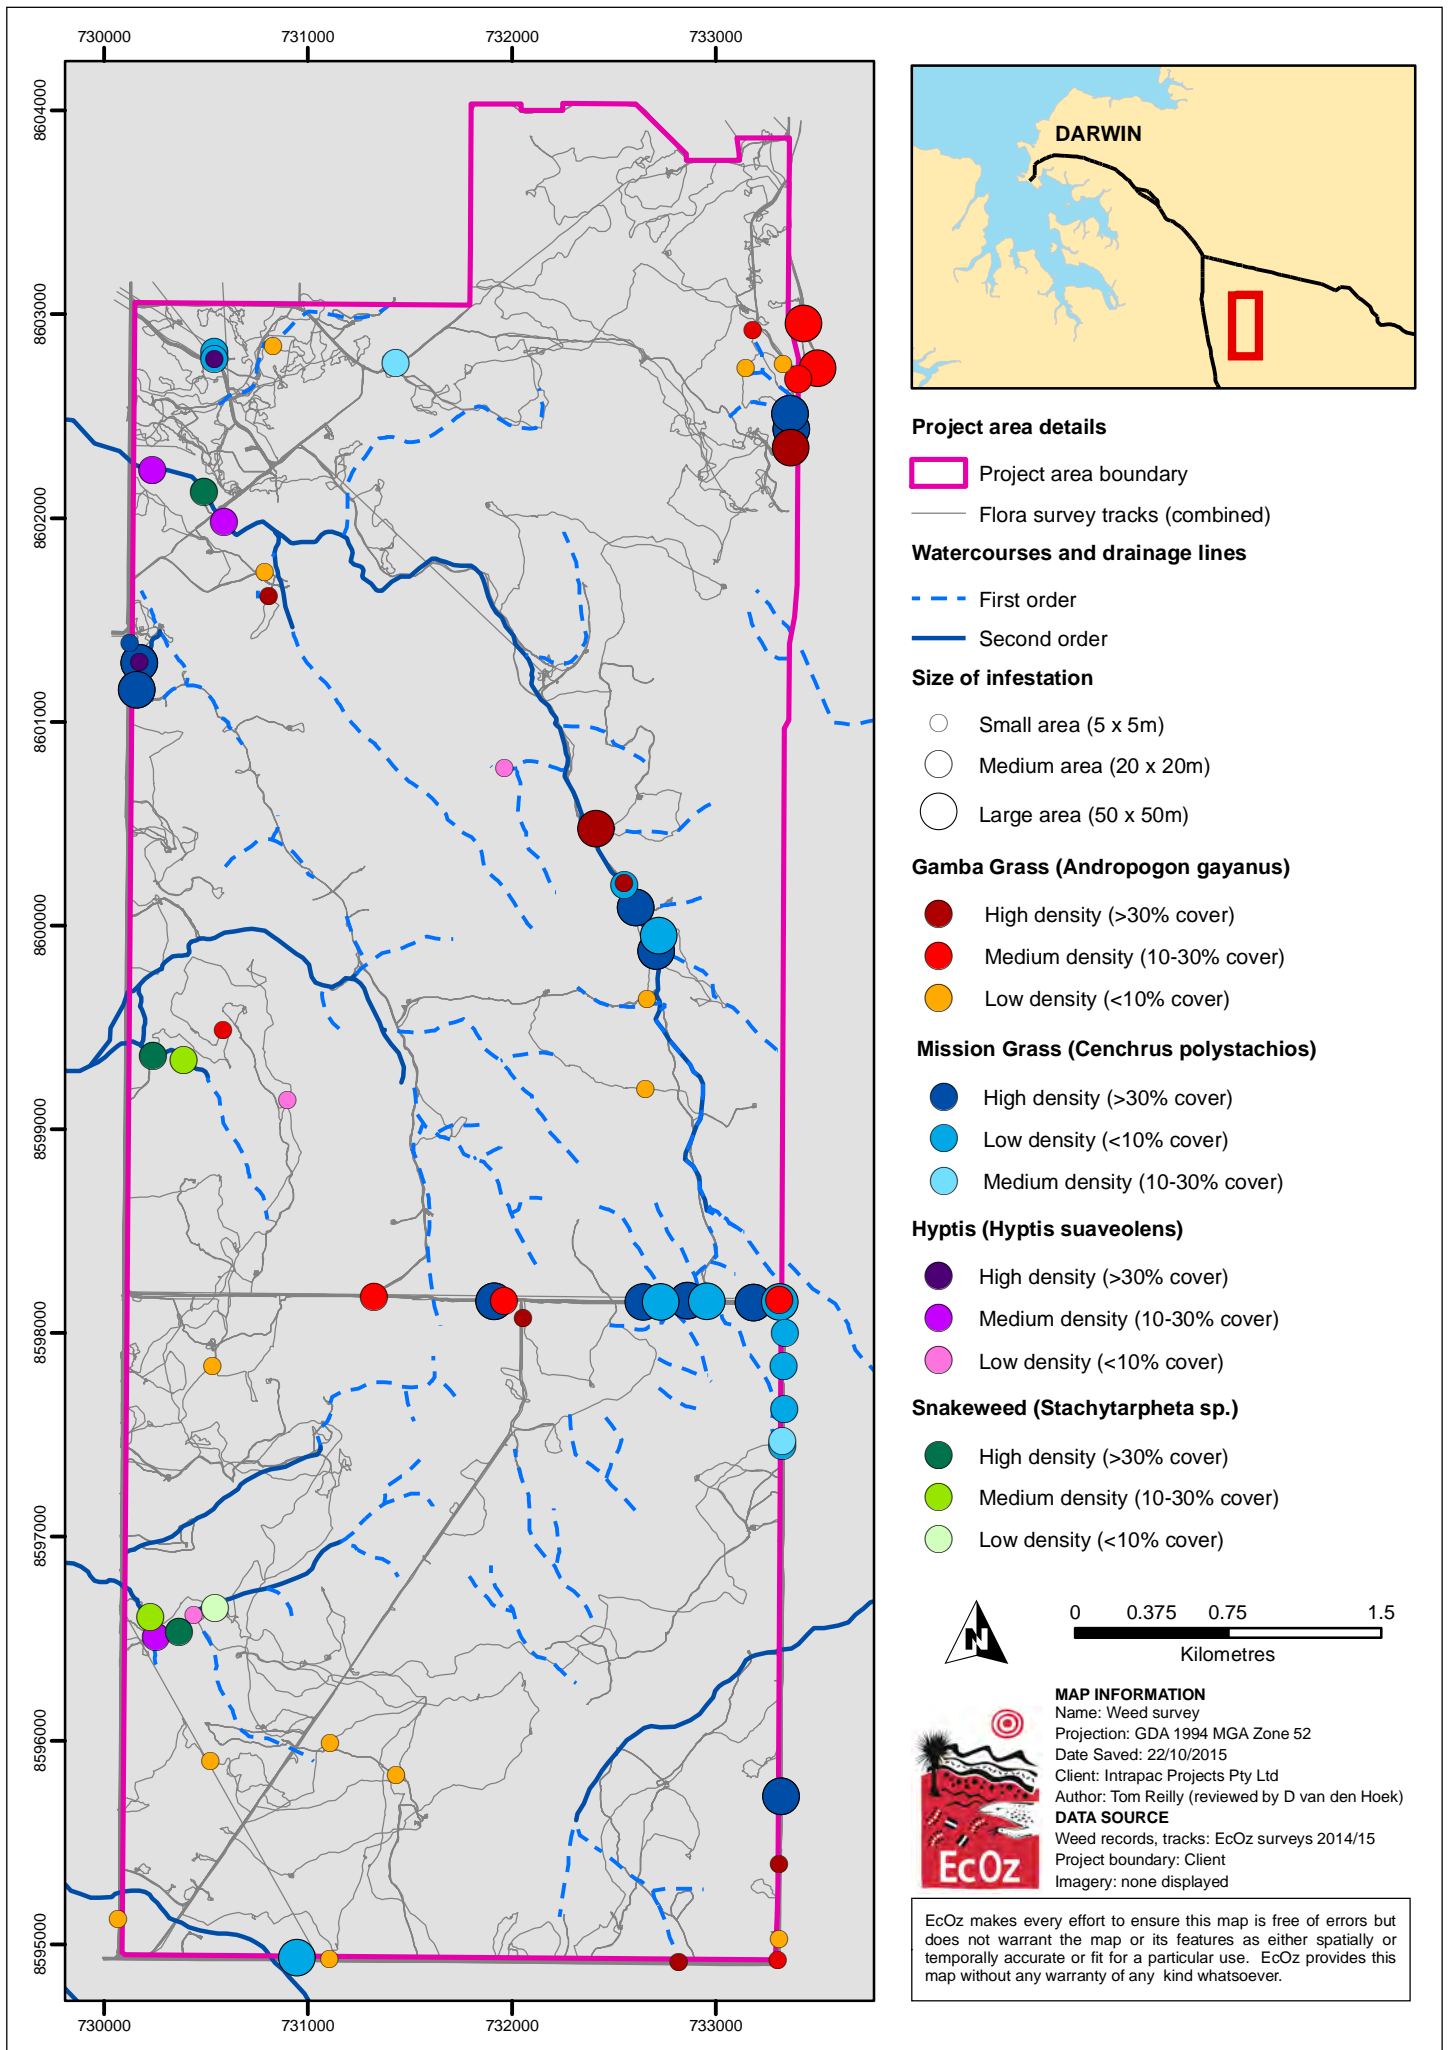 730000 731000 732000 733000
8604000
8603000
8602000
8601000
8600000
8599000
8598000
8597000
8596000
8595000
730000 731000 732000 733000
DARWIN
Project area details
Project area boundary
Flora survey tracks (combined)
Watercourses and drainage lines
First order
Second order
Size of infestation
Small area (5 x 5m)
Medium area (20 x 20m)
Large area (50 x 50m)
Gamba Grass (Andropogon gayanus)
High density (>30% cover)
Medium density (10-30% cover)
Low density (<10% cover)
Mission Grass (Cenchrus polystachios)
High density (>30% cover)
Low density (<10% cover)
Medium density (10-30% cover)
Hyptis (Hyptis suaveolens)
High density (>30% cover)
Medium density (10-30% cover)
Low density (<10% cover)
Snakeweed (Stachytarpheta sp.)
High density (>30% cover)
Medium density (10-30% cover)
Low density (<10% cover)
N
0 0.375 0.75 1.5
Kilometres
EcOz
MAP INFORMATION
Name: Weed survey
Projection: GDA 1994 MGA Zone 52
Date Saved: 22/10/2015
Client: Intrapac Projects Pty Ltd
Author: Tom Reilly (reviewed by D van den Hoek)
DATA SOURCE
Weed records, tracks: EcOz surveys 2014/15
Project boundary: Client
Imagery: none displayed
EcOz makes every effort to ensure this map is free of errors but
does not warrant the map or its features as either spatially or
temporally accurate or fit for a particular use. EcOz provides this
map without any warranty of any kind whatsoever.